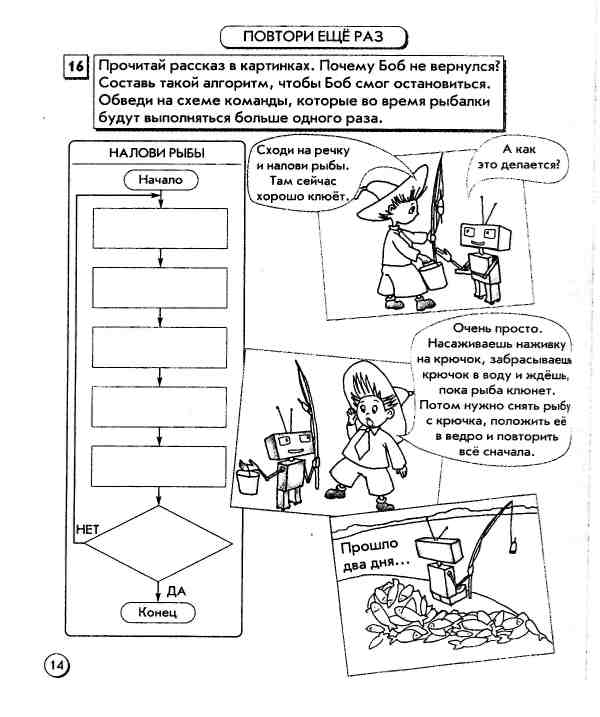 ПОВТОРИ ЕЩЁ РАЗ
16
Прочитай рассказ в картинках. Почему Боб не вернулся?
Составь такой алгоритм, чтобы Боб смог остановиться.
Обведи на схеме команды, которые во время рыбалки
будут выполняться больше одного раза.
НАЛОВИ РЫБЫ
Начало
НЕТ
ДА
Конец
Сходи на речку
и налови рыбы.
Там сейчас
хорошо клюёт.
А как
это делается?
Очень просто.
Насаживаешь наживку
на крючок, забрасываешь
крючок в воду и ждёшь,
пока рыба клюнет.
Потом нужно снять рыбу
с крючка, положить её
в ведро и повторить
всё сначала.
Прошло
два дня...
14